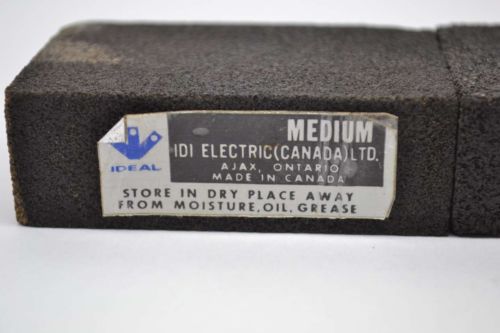 MEDIUM
IDI ELECTRIC(CANADA)LTD.
AJAX, ONTARIO
MADE IN CANADA
IDEAL
STORE IN DRY PLACE AWAY
FROM MOISTURE,OIL, GREASE